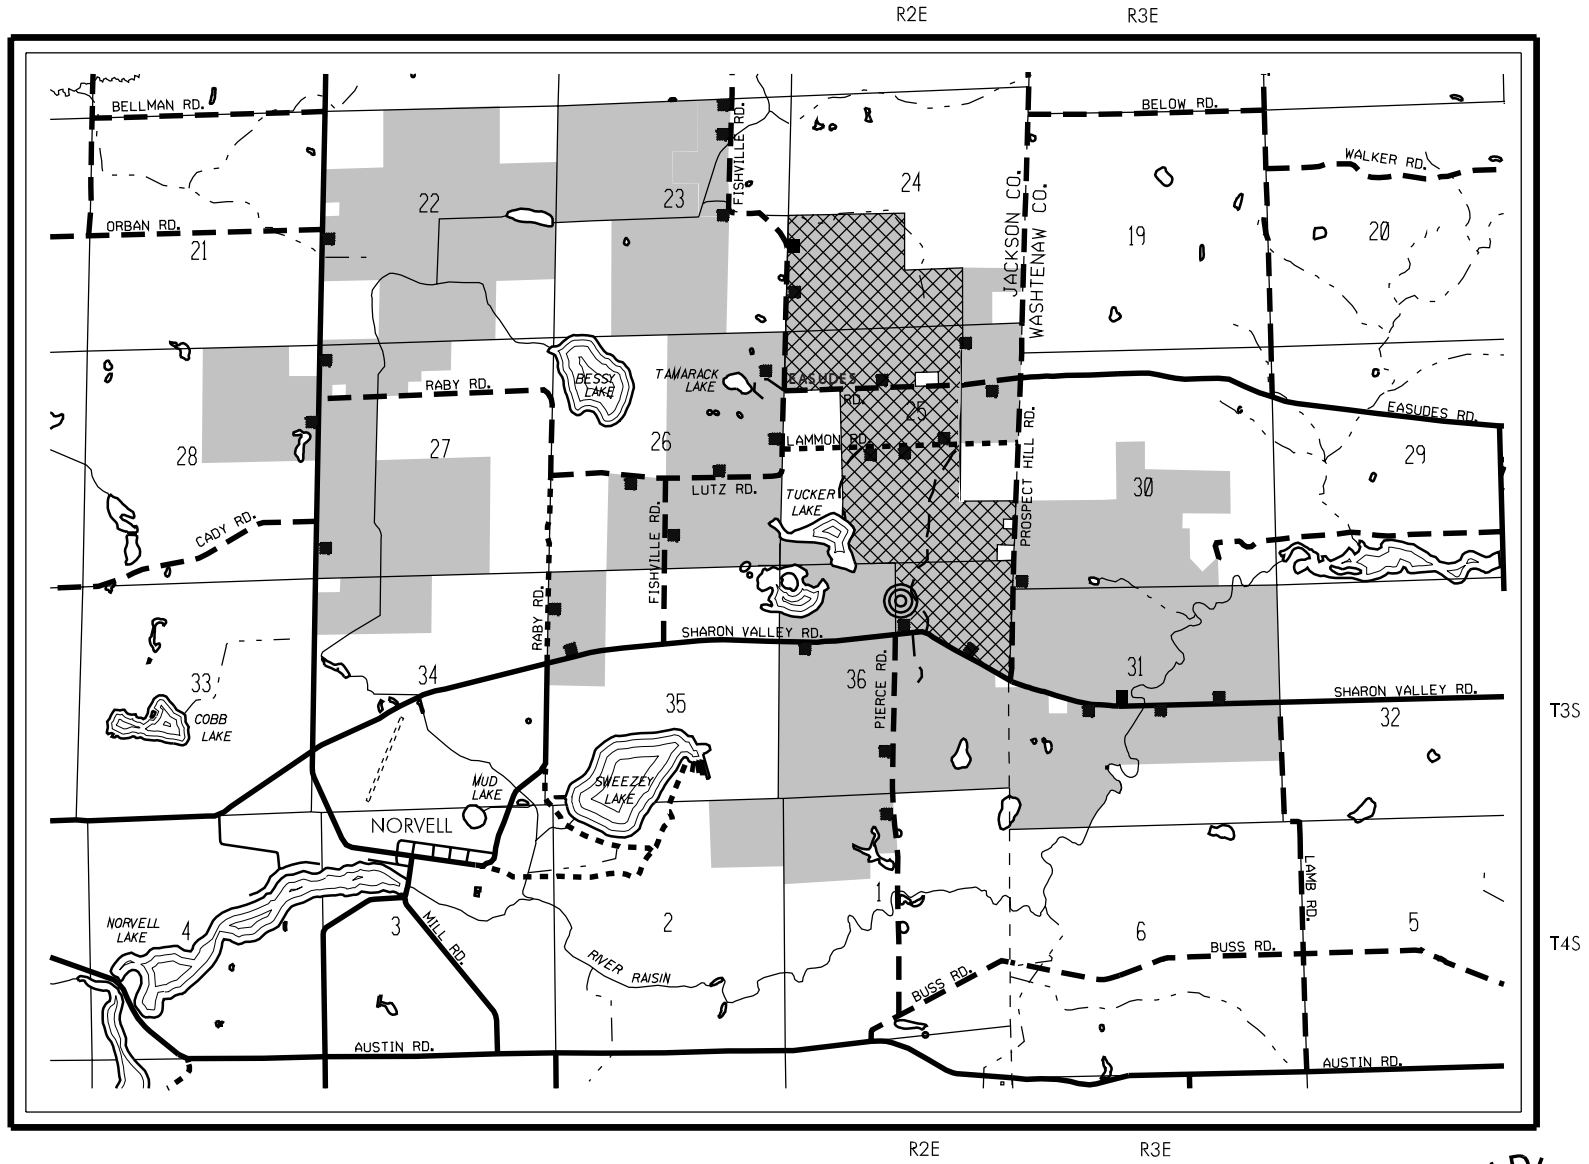 R2E
R3E
BELLMAN RD.
FISHVILLE RD.
BELOW RD.
WALKER RD.
24
JACKSON CO.
WASHTENAW CO.
22
23
ORBAN RD.
21
19
20
BESSY
LAKE
TAMARACK
LAKE
RABY RD.
EASUDES
RD.
25
EASUDES RD.
28
27
26
LAMMON RD.
PROSPECT HILL RD.
29
LUTZ RD.
30
TUCKER
LAKE
CADY RD.
FISHVILLE RD.
RABY RD.
SHARON VALLEY RD.
33
34
35
36
PIERCE RD.
31
SHARON VALLEY RD.
32
COBB
LAKE
T3S
MUD
LAKE
SWEEZEY
LAKE
NORVELL
LAMB RD.
1
NORVELL
LAKE
4
3
MILL RD.
2
6
5
BUSS RD.
T4S
RIVER RAISIN
BUSS RD.
AUSTIN RD.
AUSTIN RD.
R2E
R3E